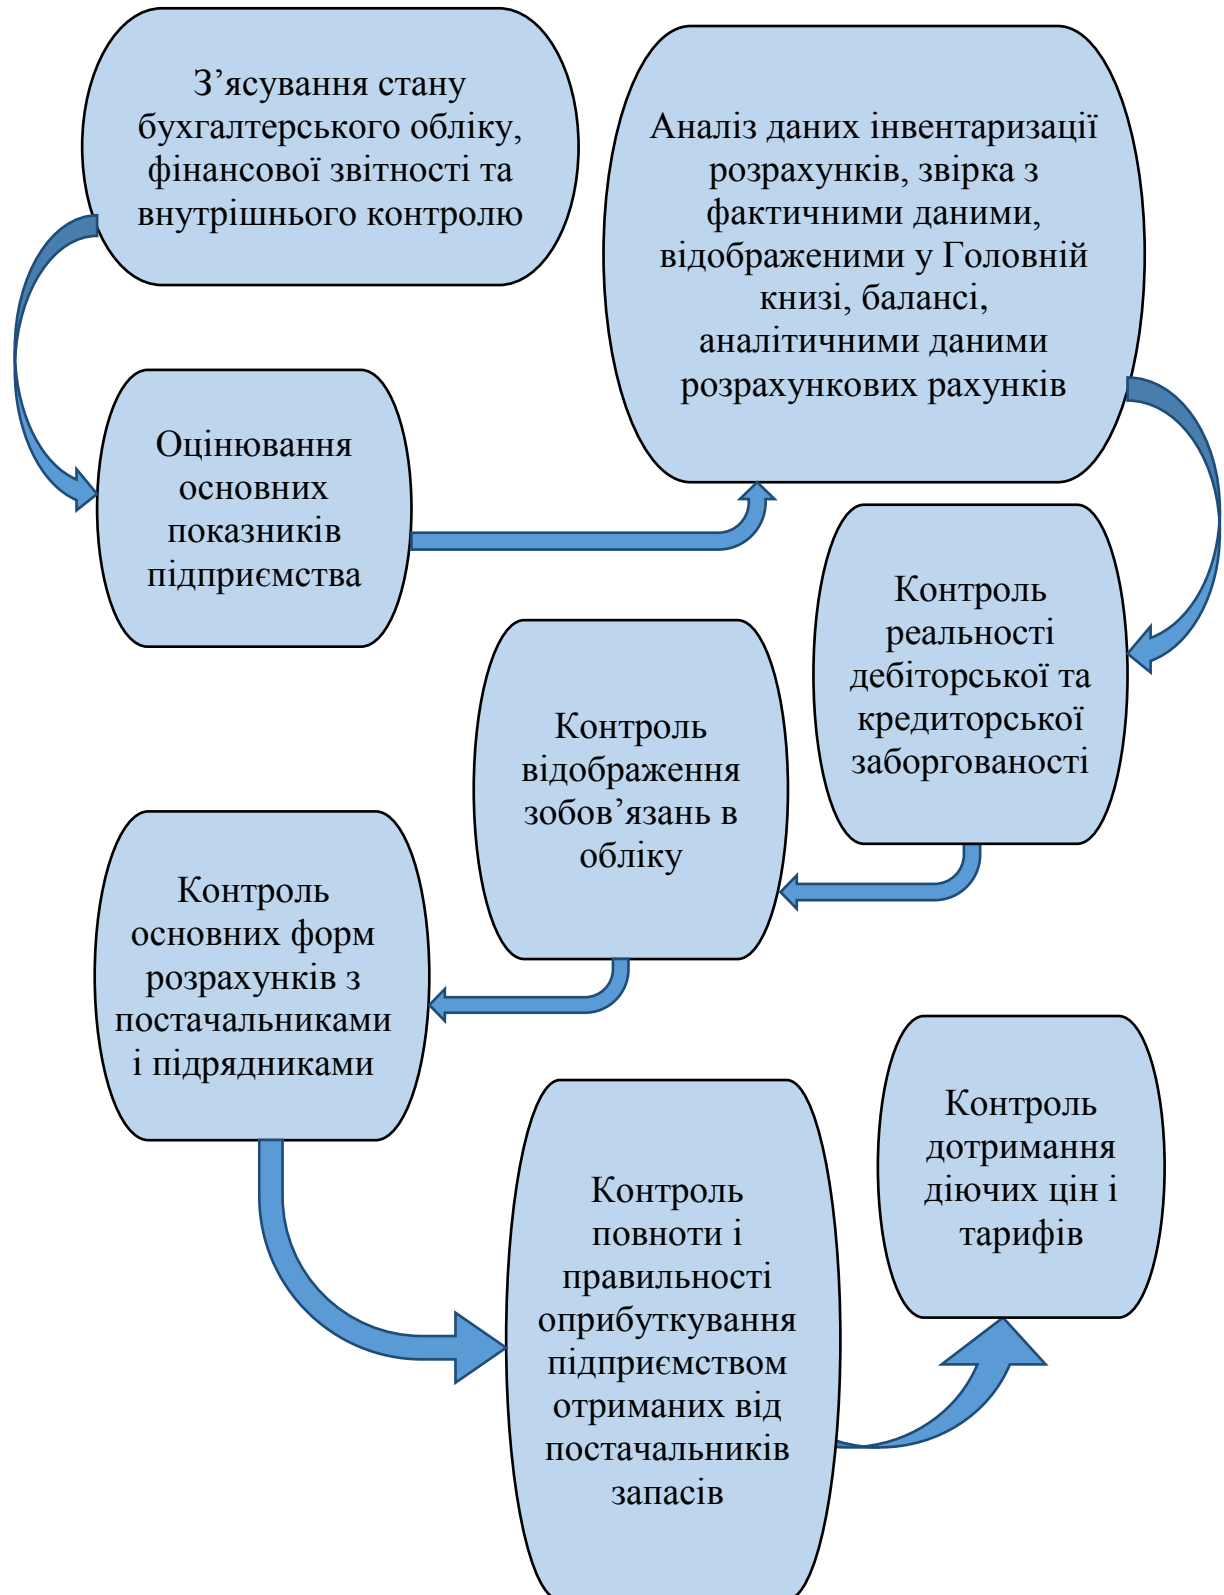 З’ясування стану
бухгалтерського обліку,
фінансової звітності та
внутрішнього контролю
Аналіз даних інвентаризації
розрахунків, звірка з
фактичними даними,
відображеними у Головній
книзі, балансі,
аналітичними даними
розрахункових рахунків
Оцінювання
основних
показників
підприємства
Контроль
реальності
дебіторської та
кредиторської
заборгованості
Контроль
відображення
зобов’язань в
обліку
Контроль
основних форм
розрахунків з
постачальниками
і підрядниками
Контроль
повноти і
правильності
оприбуткування
підприємством
отриманих від
постачальників
запасів
Контроль
дотримання
діючих цін і
тарифів